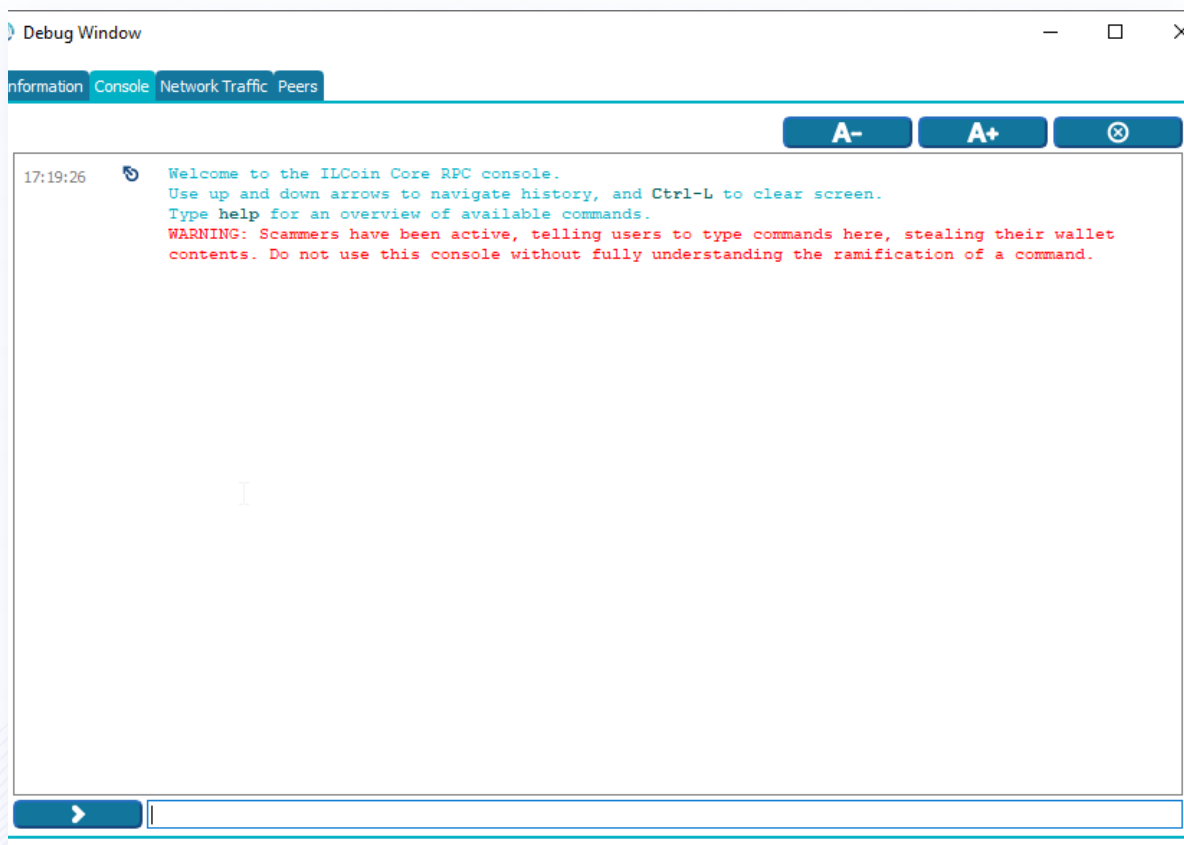 Debug Window
nformation Console Network Traffic Peers
A- A+
17:19:26 Welcome to the ILCoin Core RPC console.
Use up and down arrows to navigate history, and Ctrl-L to clear screen.
Type help for an overview of available commands.
WARNING: Scammers have been active, telling users to type commands here, stealing their wallet
contents. Do not use this console without fully understanding the ramification of a command.